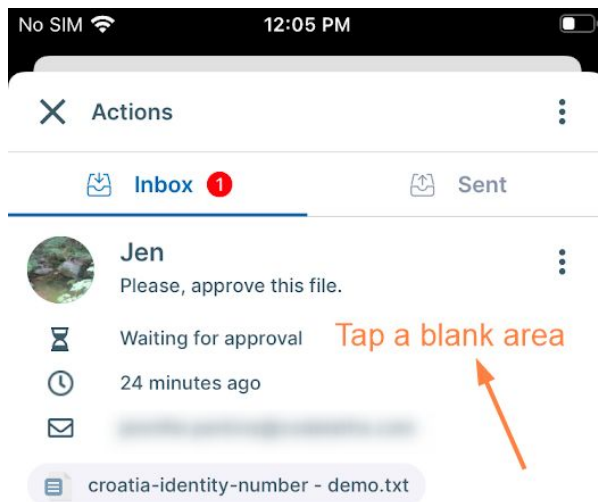 No SIM 12:05 PM
Actions
Inbox 1 Sent
Jen
Please, approve this file.
Waiting for approval
Tap a blank area
24 minutes ago
croatia-identity-number - demo.txt